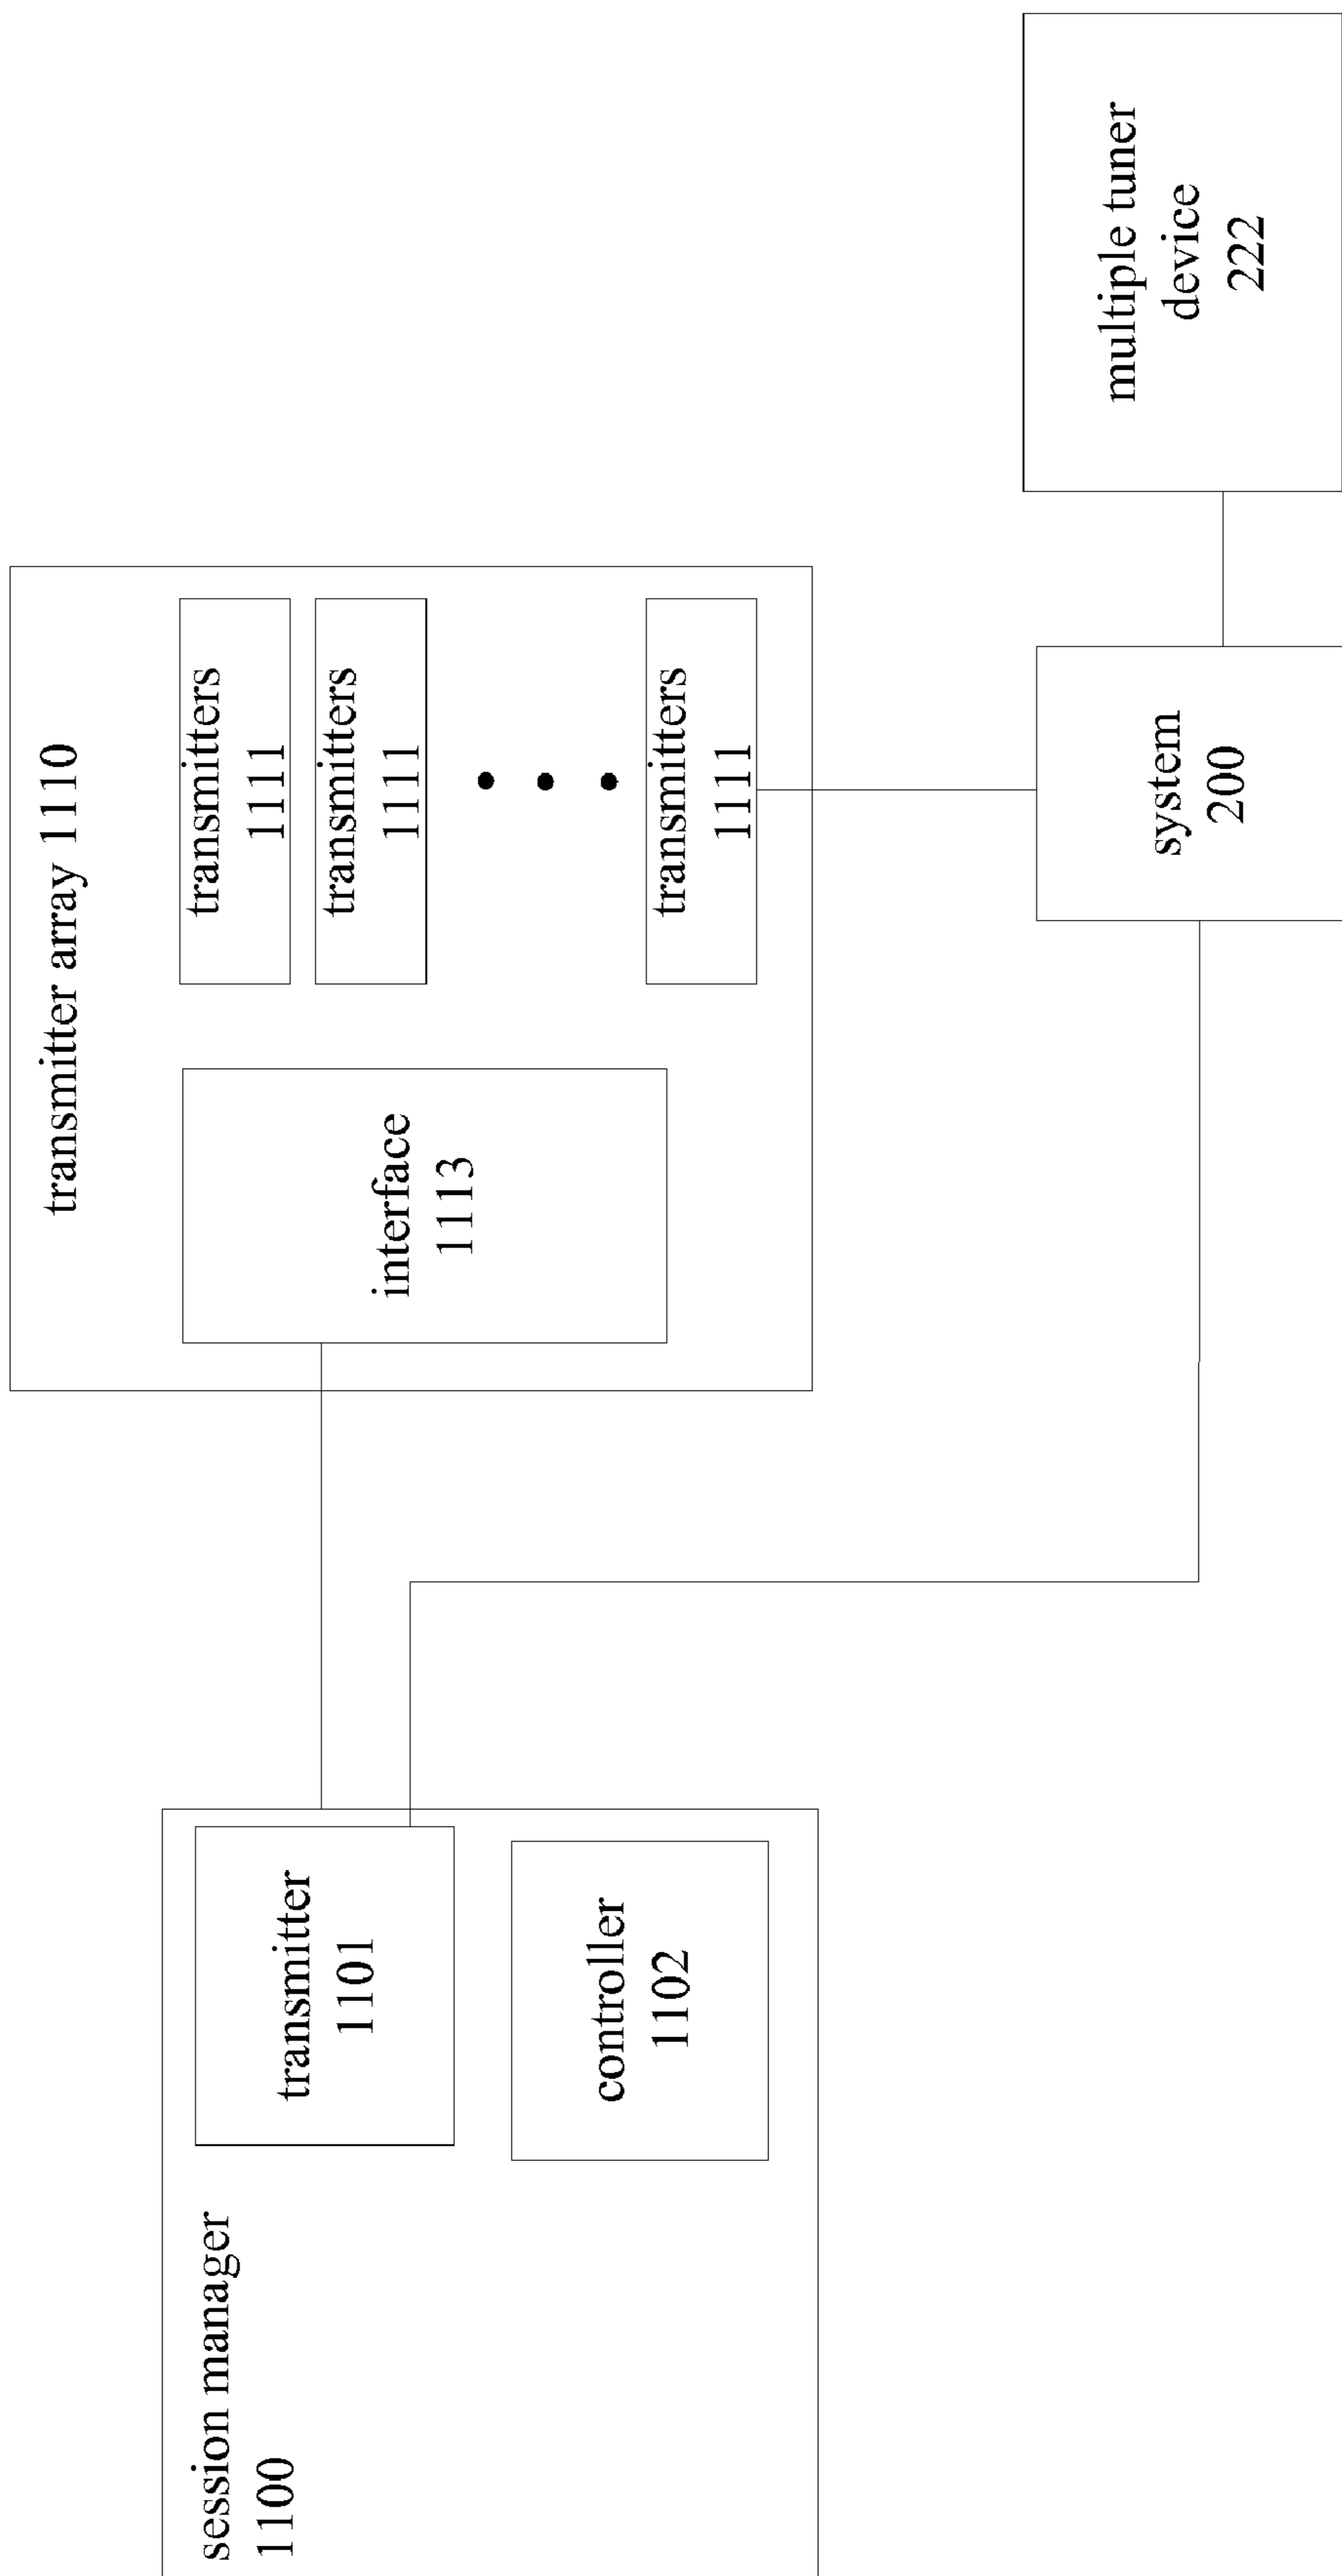 session manager
1100
transmitter
1101
controller
1102
transmitter array 1110
interface
1113
transmitters
1111
transmitters
1111
transmitters
1111
system
200
multiple tuner
device
222